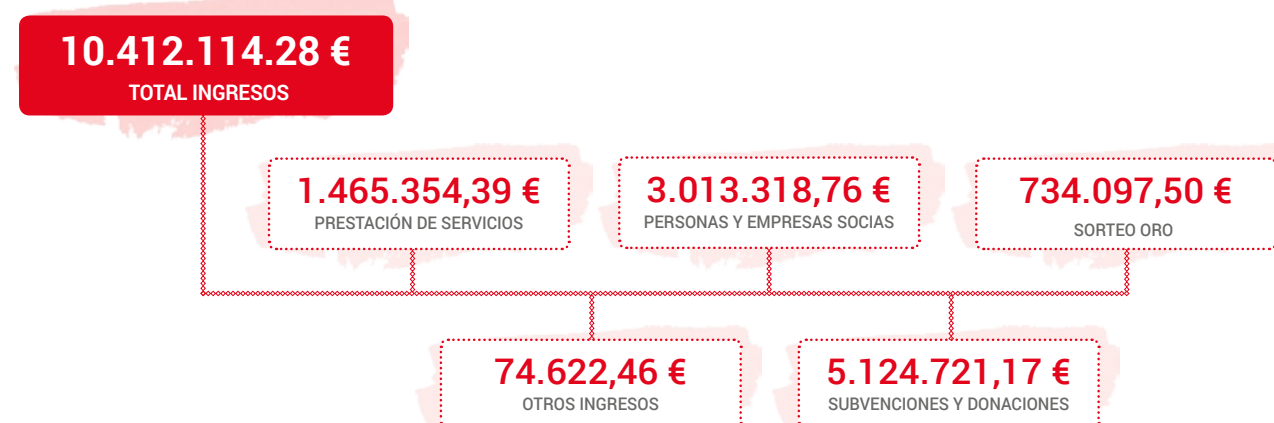 10.412.114.28 €
TOTAL INGRESOS
1.465.354,39 €
PRESTACIÓN DE SERVICIOS
3.013.318,76 €
PERSONAS Y EMPRESAS SOCIAS
734.097,50 €
SORTEO ORO
74.622,46 €
OTROS INGRESOS
5.124.721,17 €
SUBVENCIONES Y DONACIONES